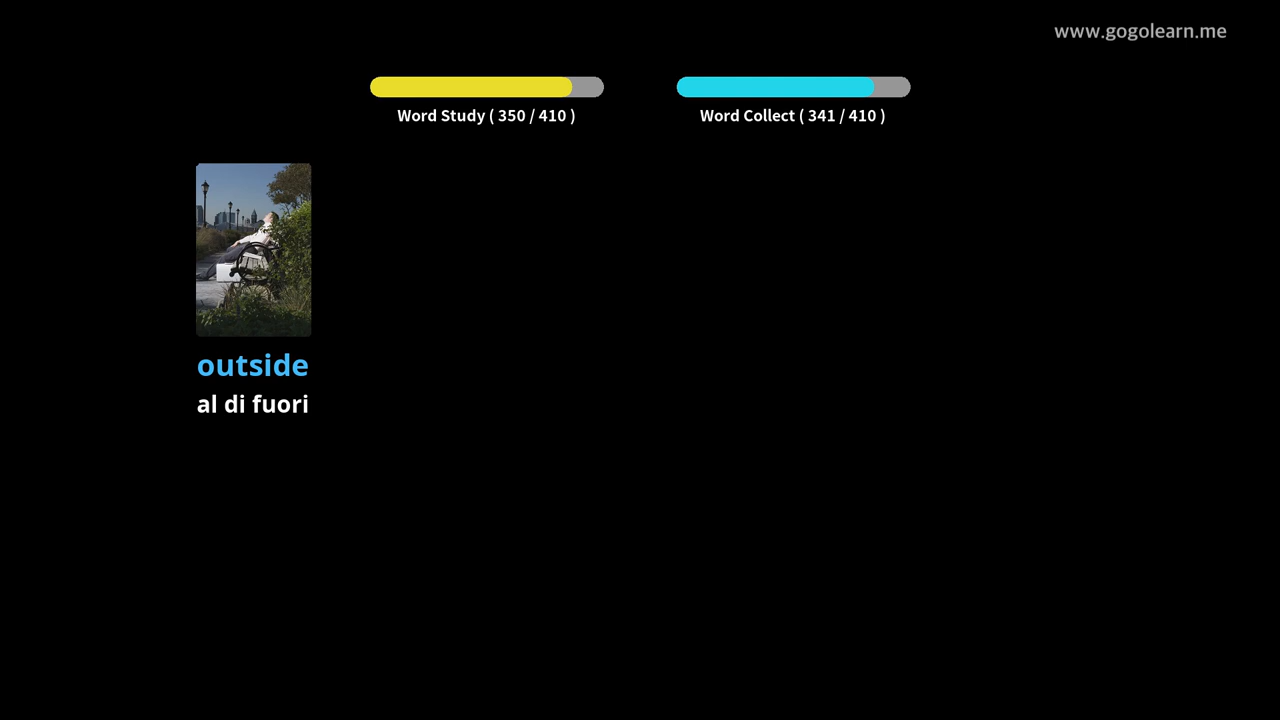 www.gogolearn.me
Word Study ( 350 / 410 )
Word Collect ( 341 / 410 )
outside
al di fuori